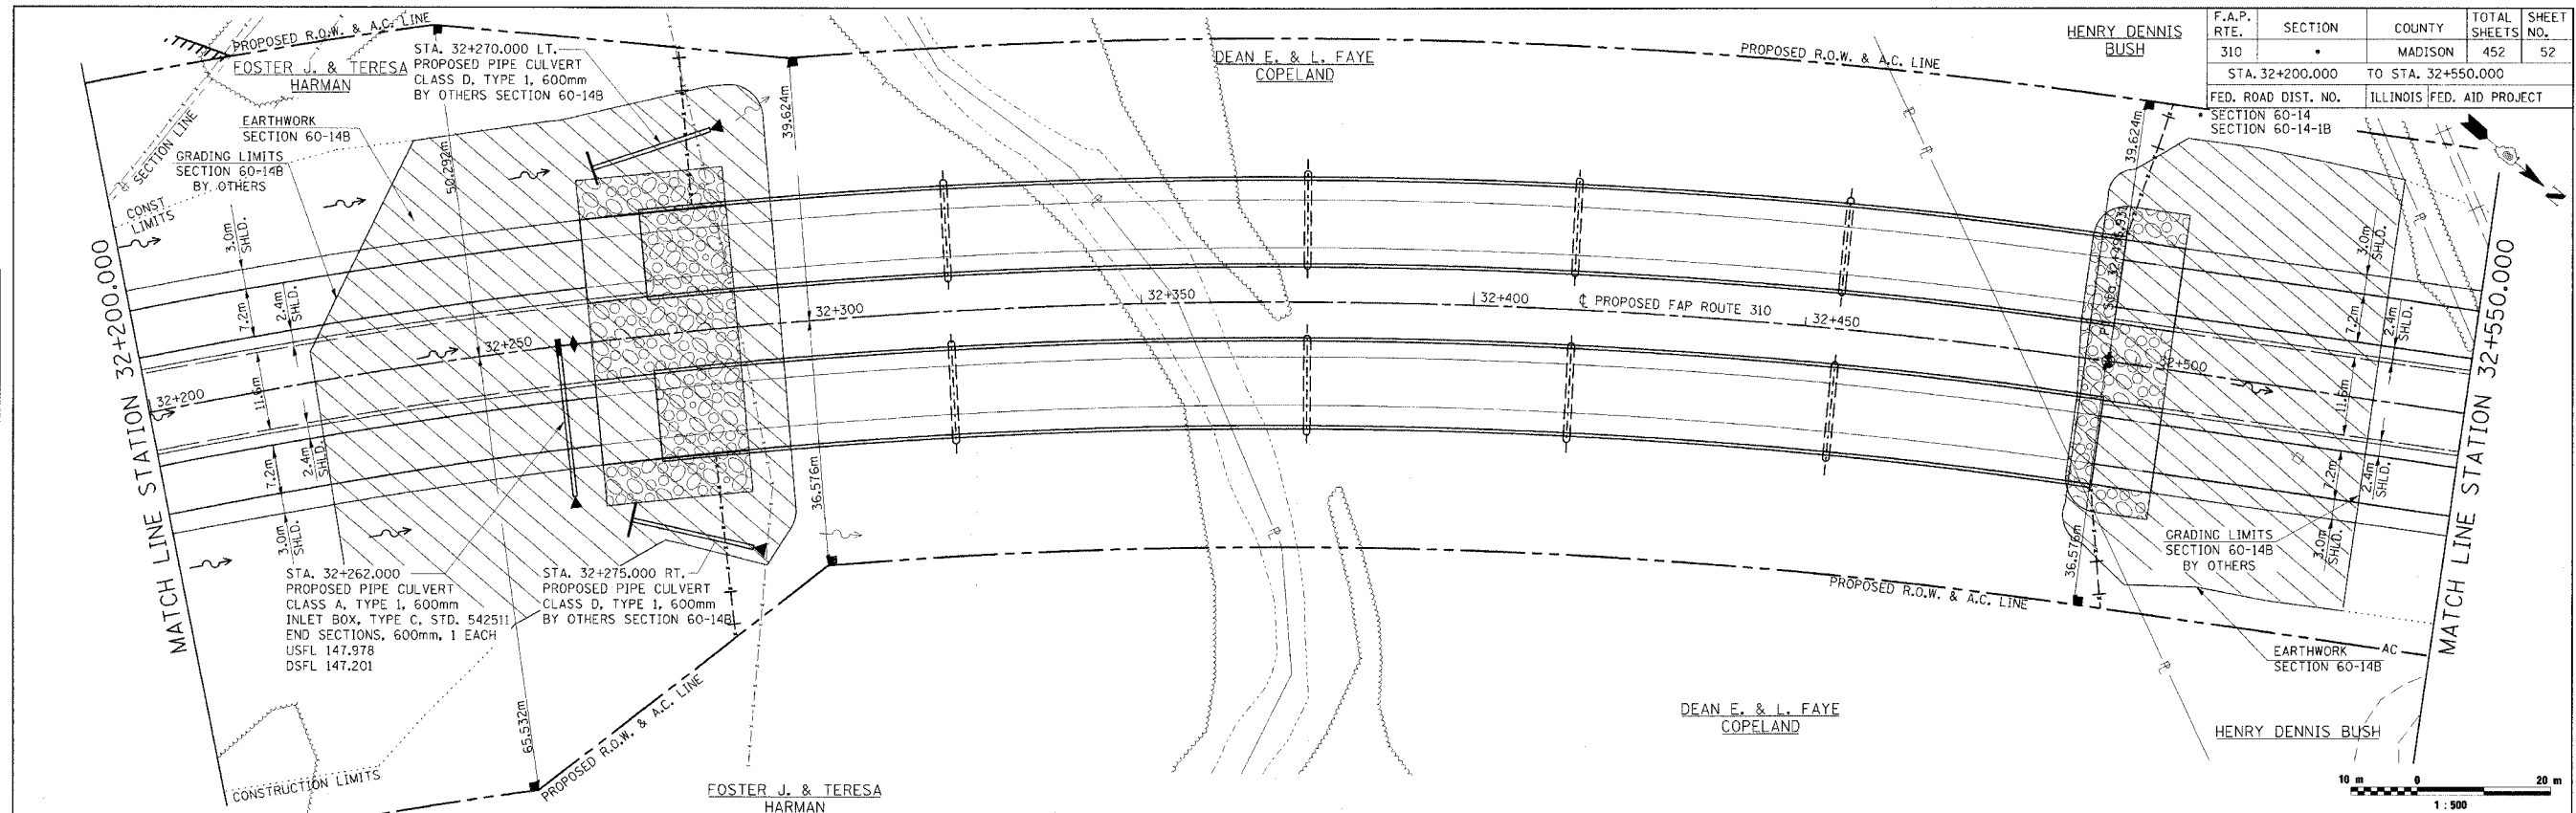 F.A.P. RTE. SECTION COUNTY TOTAL SHEETS SHEET NO.
310 • MADISON 452 52
STA. 32+200.000 TO STA. 32+550.000
FED. ROAD DIST. NO. ILLINOIS FED. AID PROJECT
• SECTION 60-14
SECTION 60-14-1B
PROPOSED R.O.W. & A.C. LINE
FOSTER J. & TERESA
HARMAN
STA. 32+270.000 LT.
PROPOSED PIPE CULVERT
CLASS D, TYPE 1, 600mm
BY OTHERS SECTION 60-14B
DEAN E. & L. FAYE
COPELAND
PROPOSED R.O.W. & A.C. LINE
HENRY DENNIS
BUSH
SECTION LINE
EARTHWORK
SECTION 60-14B
GRADING LIMITS
SECTION 60-14B
BY OTHERS
CONST
LIMITS
50.292m
39.624m
39.624m
3.0m
SHLD.
7.2m
2.4m
SHLD.
11.6m
2.4m
SHLD.
7.2m
3.0m
SHLD.
MATCH LINE STATION 32+200.000
32+200
32+250
32+300
32+350
32+400
℄ PROPOSED FAP ROUTE 310
32+450
32+500
3.0m
SHLD.
7.2m
2.4m
SHLD.
11.6m
7.2m
2.4m
SHLD.
3.0m
SHLD.
MATCH LINE STATION 32+550.000
36.576m
36.576m
STA. 32+262.000
PROPOSED PIPE CULVERT
CLASS A, TYPE 1, 600mm
INLET BOX, TYPE C, STD. 542511
END SECTIONS, 600mm, 1 EACH
USFL 147.978
DSFL 147.201
STA. 32+275.000 RT.
PROPOSED PIPE CULVERT
CLASS D, TYPE 1, 600mm
BY OTHERS SECTION 60-14B
GRADING LIMITS
SECTION 60-14B
BY OTHERS
PROPOSED R.O.W. & A.C. LINE
EARTHWORK
SECTION 60-14B
AC
65.532m
PROPOSED R.O.W. & A.C. LINE
CONSTRUCTION LIMITS
FOSTER J. & TERESA
HARMAN
DEAN E. & L. FAYE
COPELAND
HENRY DENNIS BUSH
10 m 0 20 m
1 : 500